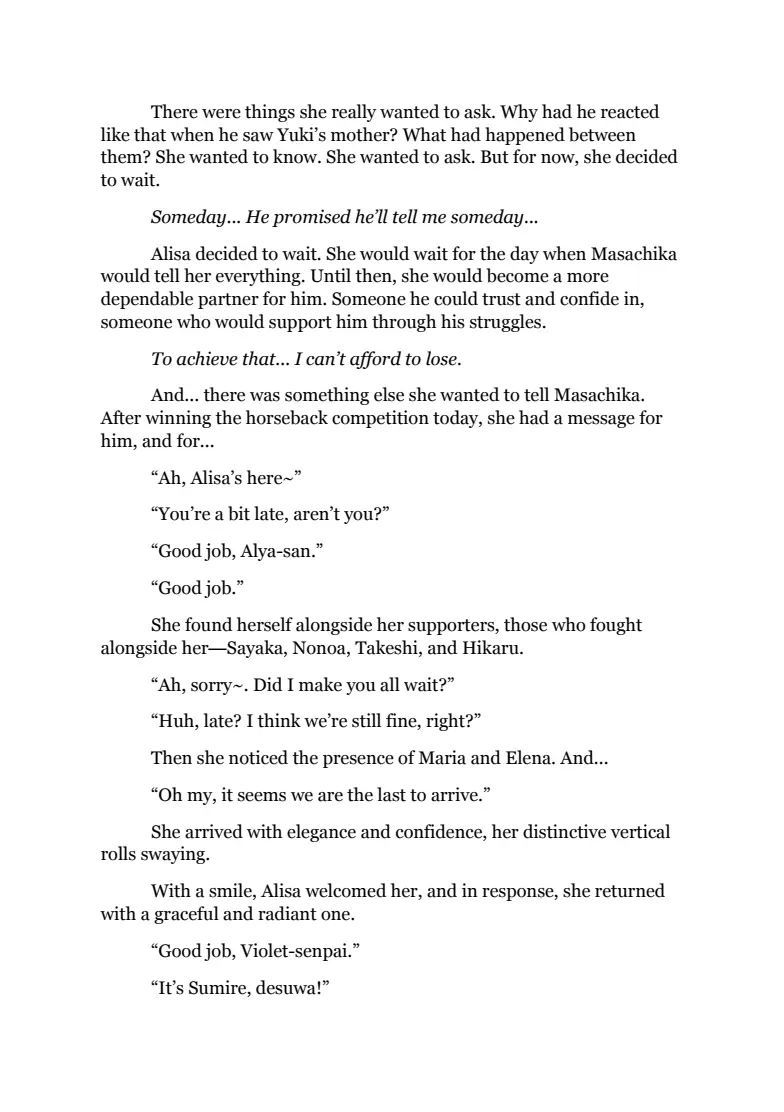 There were things she really wanted to ask. Why had he reacted
like that when he saw Yuki’s mother? What had happened between
them? She wanted to know. She wanted to ask. But for now, she decided
to wait.
Someday... He promised he’ll tell me someday...
Alisa decided to wait. She would wait for the day when Masachika
would tell her everything. Until then, she would become a more
dependable partner for him. Someone he could trust and confide in,
someone who would support him through his struggles.
To achieve that... I can’t afford to lose.
And... there was something else she wanted to tell Masachika.
After winning the horseback competition today, she had a message for
him, and for...
“Ah, Alisa’s here~”
“You’re a bit late, aren’t you?”
“Good job, Alya-san.”
“Good job.”
She found herself alongside her supporters, those who fought
alongside her—Sayaka, Nonoa, Takeshi, and Hikaru.
“Ah, sorry~. Did I make you all wait?”
“Huh, late? I think we’re still fine, right?”
Then she noticed the presence of Maria and Elena. And...
“Oh my, it seems we are the last to arrive.”
She arrived with elegance and confidence, her distinctive vertical
rolls swaying.
With a smile, Alisa welcomed her, and in response, she returned
with a graceful and radiant one.
“Good job, Violet-senpai.”
“It’s Sumire, desuwa!”